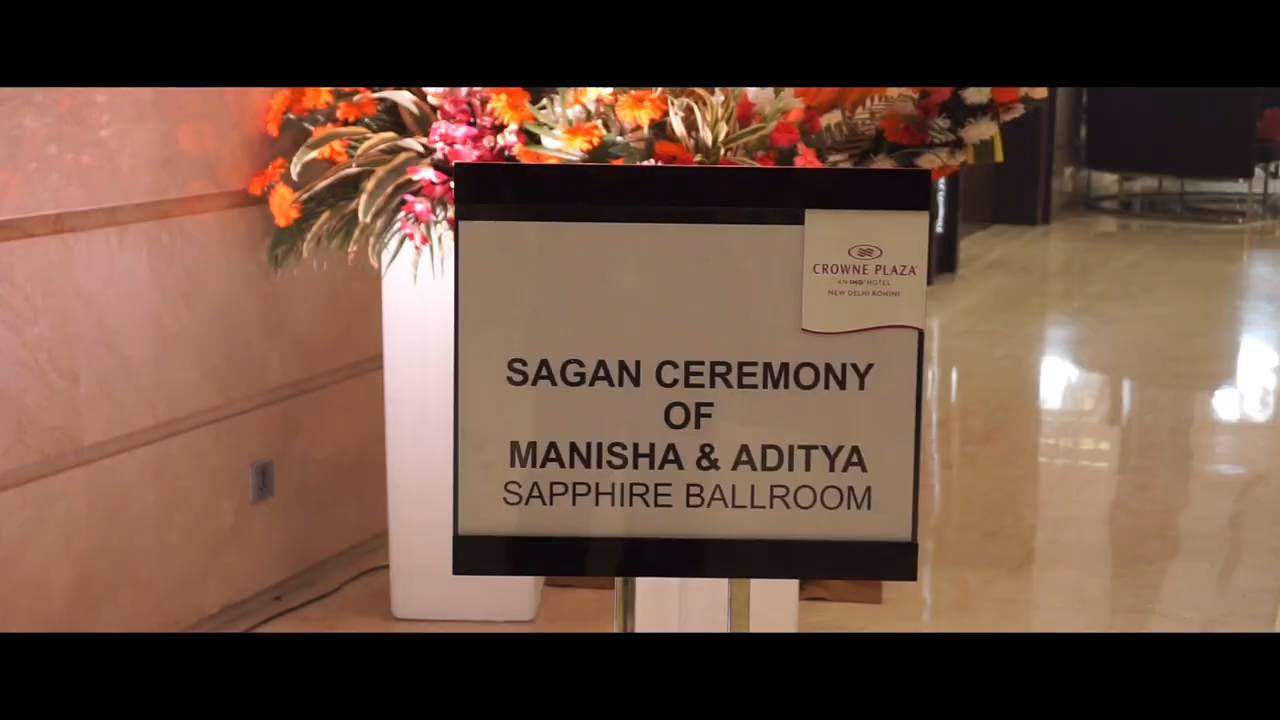 CROWNE PLAZA
AN IHG® HOTEL
NEW DELHI ROHINI
SAGAN CEREMONY
OF
MANISHA & ADITYA
SAPPHIRE BALLROOM